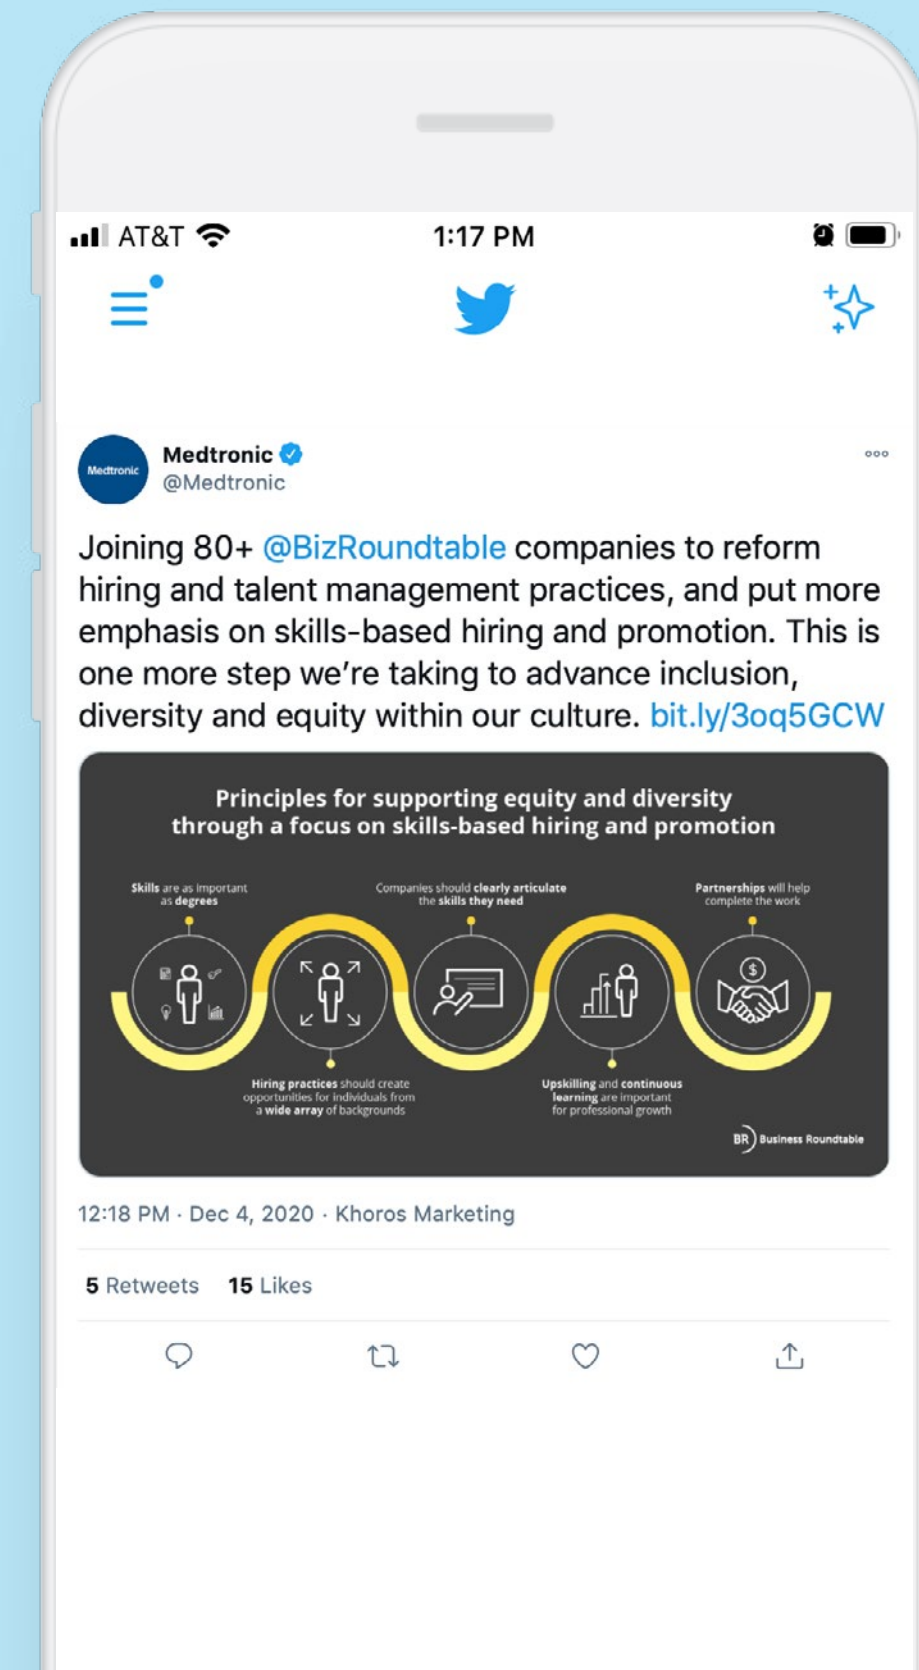 AT&T
1:17 PM
Medtronic
Medtronic
@Medtronic
Joining 80+ @BizRoundtable companies to reform
hiring and talent management practices, and put more
emphasis on skills-based hiring and promotion. This is
one more step we're taking to advance inclusion,
diversity and equity within our culture. bit.ly/3oq5GCW
Principles for supporting equity and diversity
through a focus on skills-based hiring and promotion
Skills are as important
as degrees
Companies should clearly articulate
the skills they need
Partnerships will help
complete the work
$
Hiring practices should create
opportunities for individuals from
a wide array of backgrounds
Upskilling and continuous
learning are important
for professional growth
BR Business Roundtable
12:18 PM · Dec 4, 2020 · Khoros Marketing
5 Retweets 15 Likes